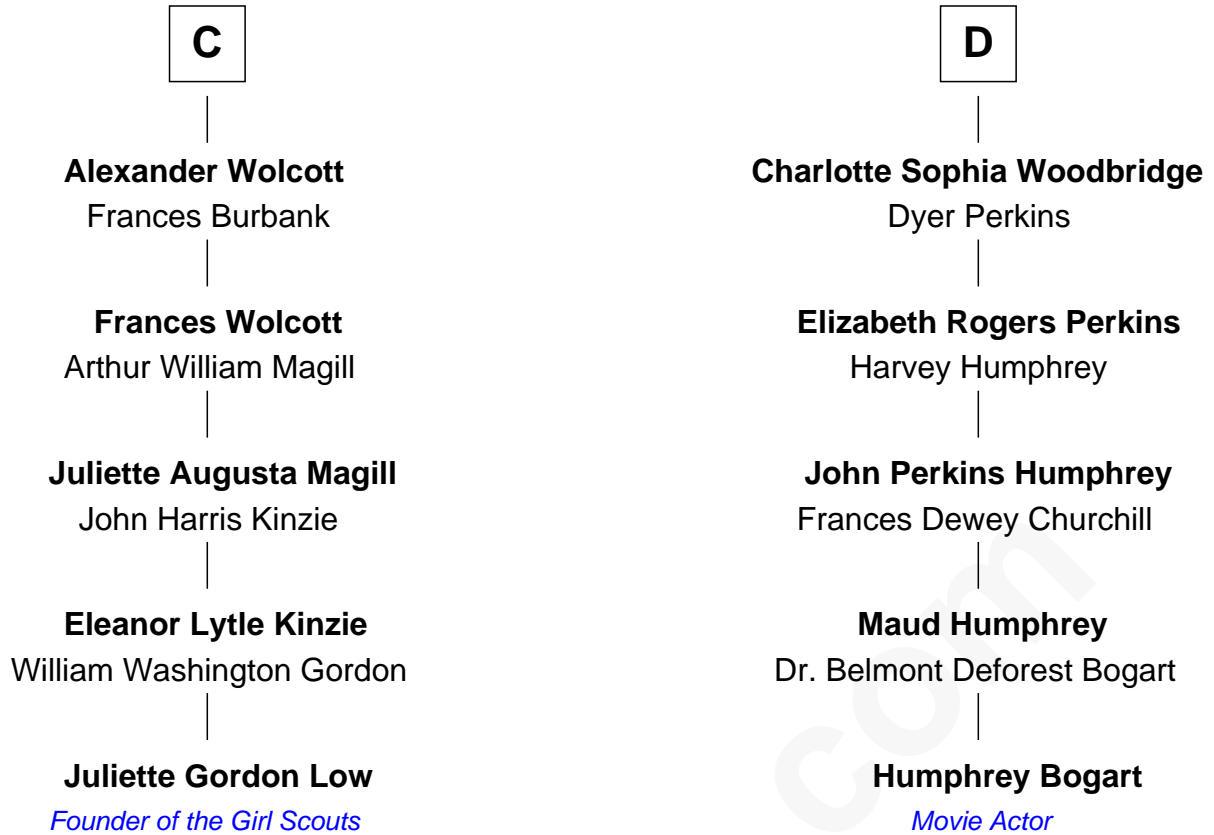 C
Alexander Wolcott
Frances Burbank
Frances Wolcott
Arthur William Magill
Juliette Augusta Magill
John Harris Kinzie
Eleanor Lytle Kinzie
William Washington Gordon
Juliette Gordon Low
Founder of the Girl Scouts
D
Charlotte Sophia Woodbridge
Dyer Perkins
Elizabeth Rogers Perkins
Harvey Humphrey
John Perkins Humphrey
Frances Dewey Churchill
Maud Humphrey
Dr. Belmont Deforest Bogart
Humphrey Bogart
Movie Actor
com